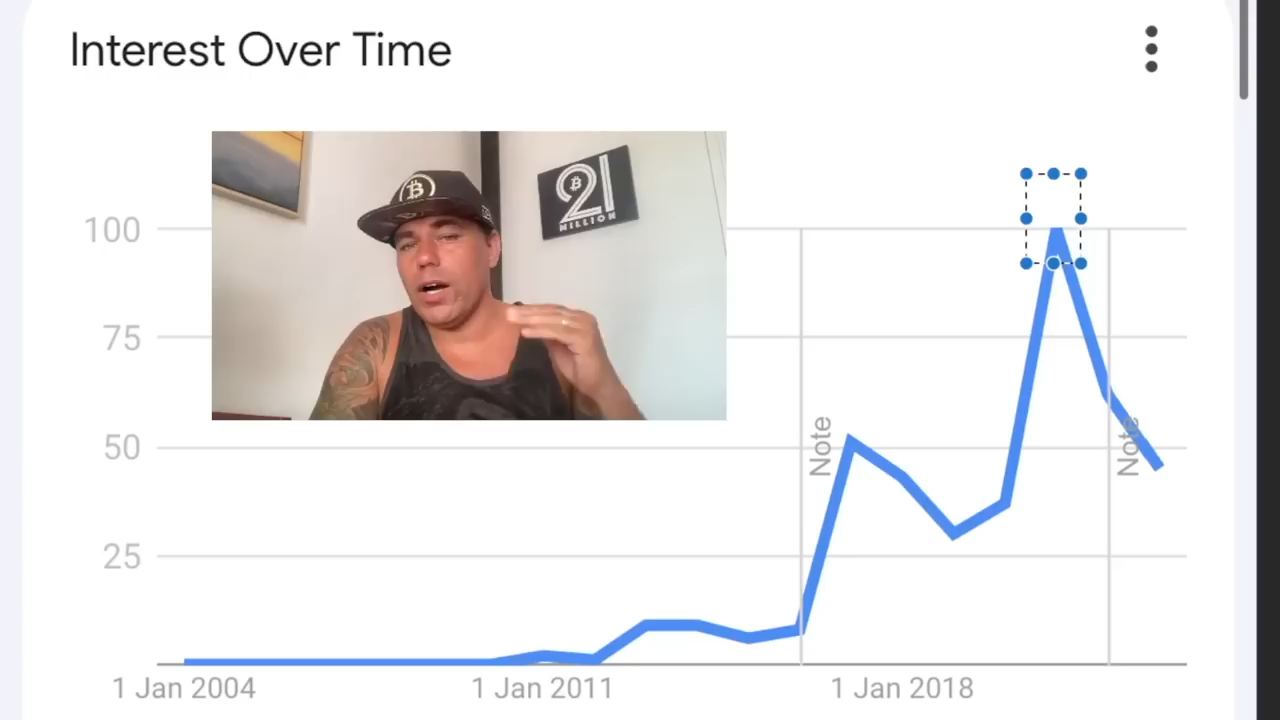 Interest Over Time
21
MILLION
100
75
50
25
Note
Note
1 Jan 2004
1 Jan 2011
1 Jan 2018